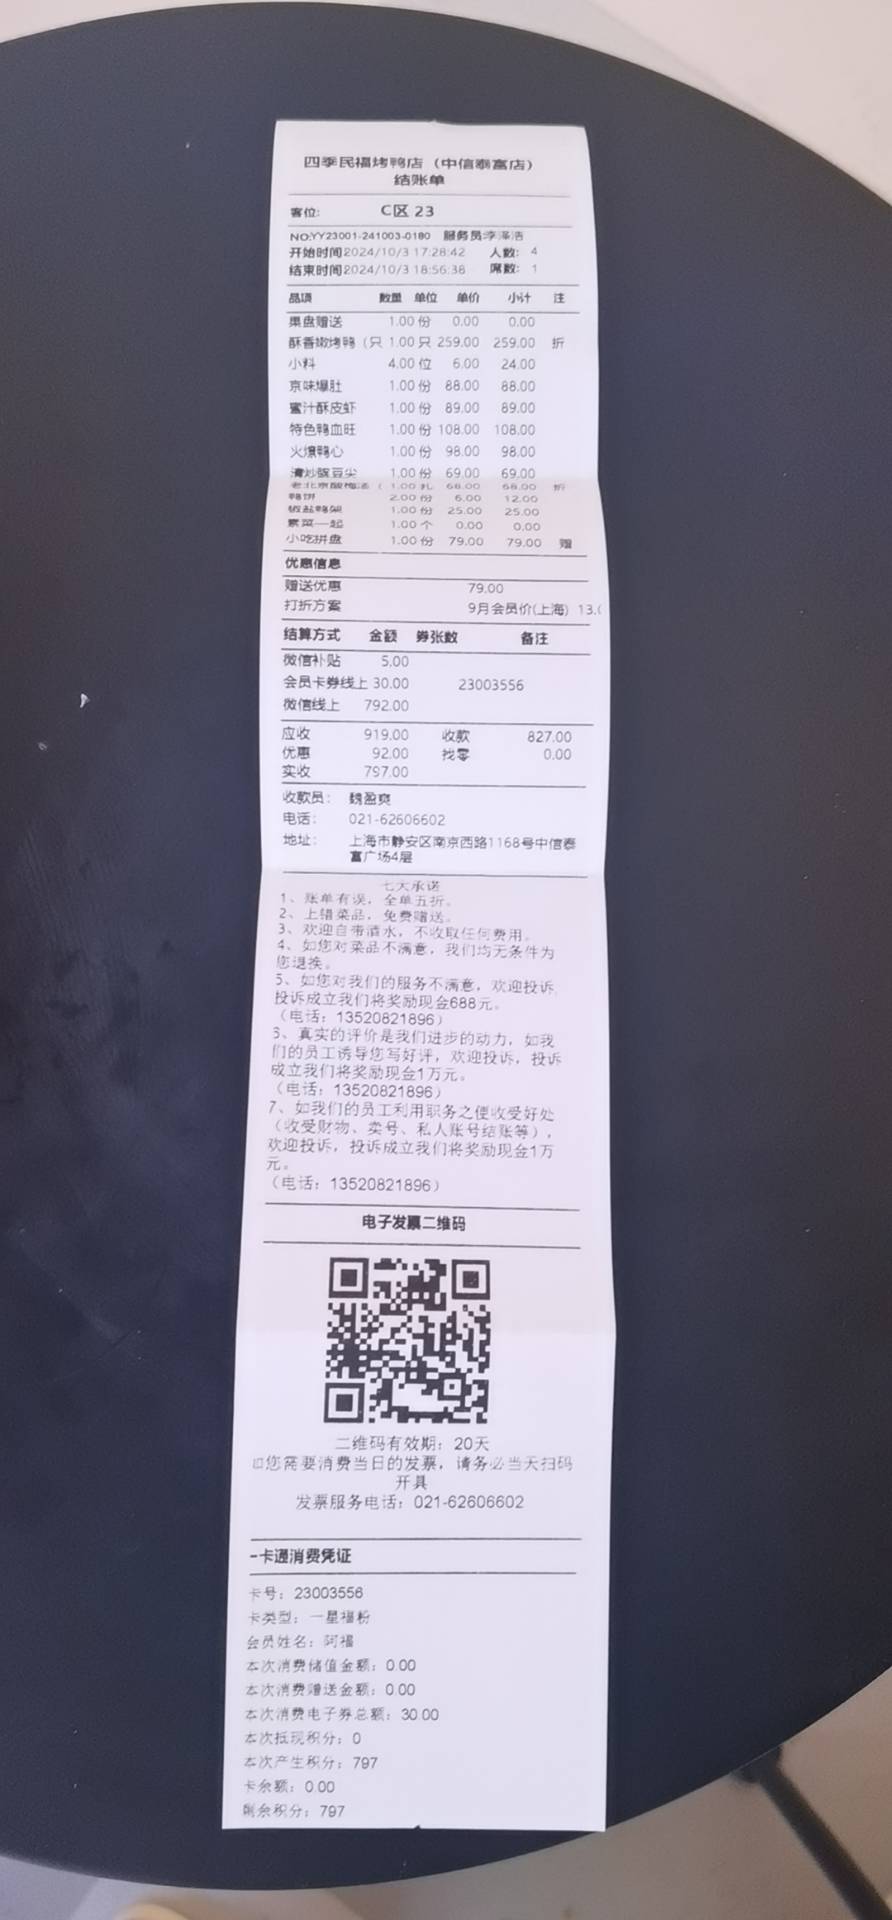 四季民福烤鸭店（中信泰富店）
结账单
客位: C区 23
NO:YY23001-241003-0180 服务员:李泽浩
开始时间2024/10/3 17:28:42 人数: 4
结束时间2024/10/3 18:56:38 席数: 1
品项 数量 单位 单价 小计 注
果盘赠送 1.00 份 0.00 0.00
酥香嫩烤鸭（只 1.00 只 259.00 259.00 折
小料 4.00 位 6.00 24.00
京味爆肚 1.00 份 88.00 88.00
蜜汁酥皮虾 1.00 份 89.00 89.00
特色鸭血旺 1.00 份 108.00 108.00
火燎鸭心 1.00 份 98.00 98.00
清炒豌豆尖 1.00 份 69.00 69.00
老北京酸梅汤（ 1.00 扎 68.00 68.00 折
鸭饼 2.00 份 6.00 12.00
椒盐鸭架 1.00 份 25.00 25.00
素菜一起 1.00 个 0.00 0.00
小吃拼盘 1.00 份 79.00 79.00 赠
优惠信息
赠送优惠 79.00
打折方案 9月会员价(上海) 13.0
结算方式 金额 券张数 备注
微信补贴 5.00
会员卡券线上 30.00 23003556
微信线上 792.00
应收 919.00 收款 827.00
优惠 92.00 找零 0.00
实收 797.00
收款员: 魏盈爽
电话: 021-62606602
地址: 上海市静安区南京西路1168号中信泰
富广场4层
七大承诺
1、账单有误，全单五折。
2、上错菜品，免费赠送。
3、欢迎自带酒水，不收取任何费用。
4、如您对菜品不满意，我们均无条件为
您退换。
5、如您对我们的服务不满意，欢迎投诉,
投诉成立我们将奖励现金688元。
（电话：13520821896）
6、真实的评价是我们进步的动力，如我
们的员工诱导您写好评，欢迎投诉，投诉
成立我们将奖励现金1万元。
（电话：13520821896）
7、如我们的员工利用职务之便收受好处
（收受财物、卖号、私人账号结账等），
欢迎投诉，投诉成立我们将奖励现金1万
元。
（电话：13520821896）
电子发票二维码
二维码有效期：20天
如您需要消费当日的发票，请务必当天扫码
开具
发票服务电话：021-62606602
一卡通消费凭证
卡号：23003556
卡类型：一星福粉
会员姓名：阿福
本次消费储值金额：0.00
本次消费赠送金额：0.00
本次消费电子券总额：30.00
本次抵现积分：0
本次产生积分：797
卡余额：0.00
剩余积分：797